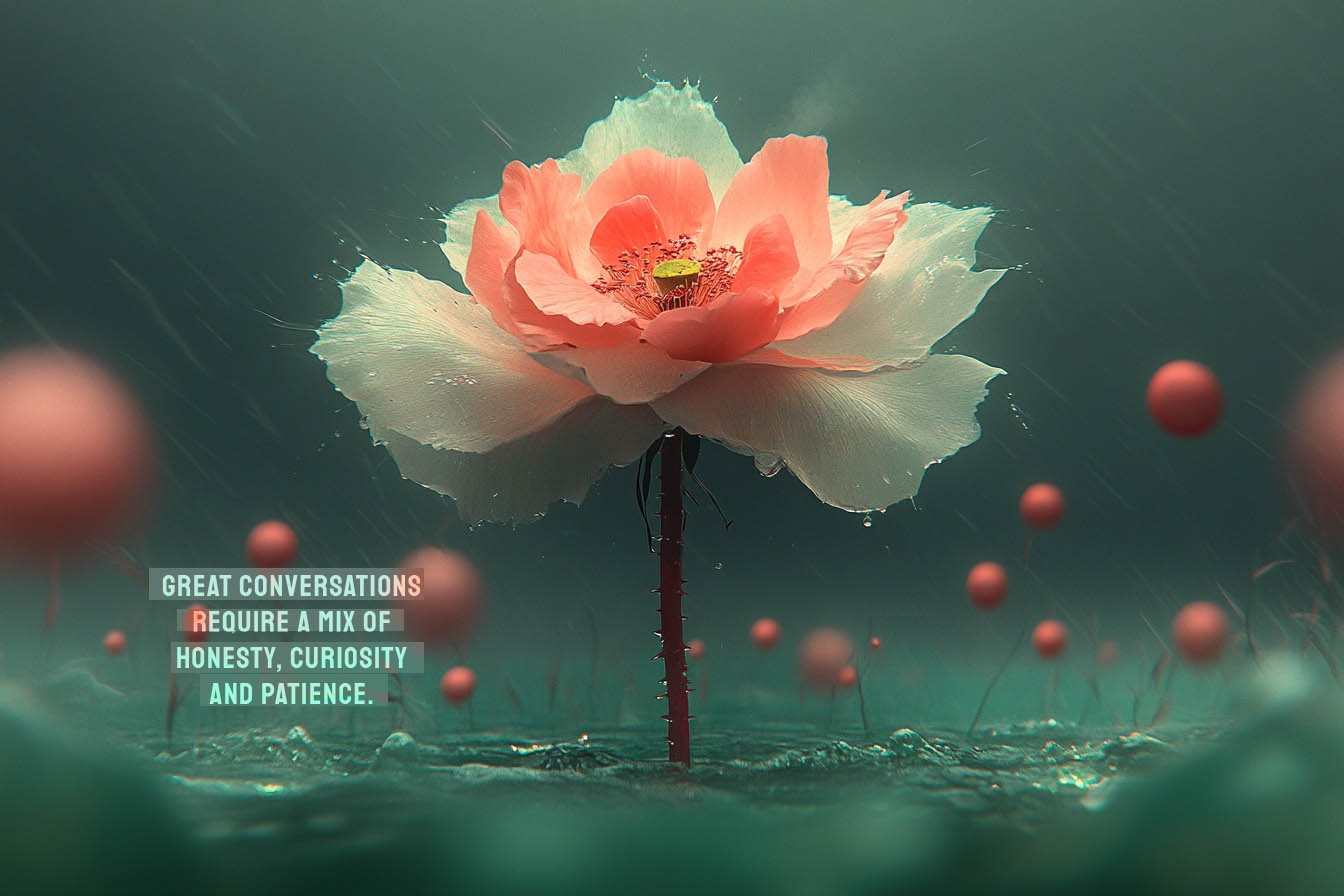 GREAT CONVERSATIONS
REQUIRE A MIX OF
HONESTY, CURIOSITY
AND PATIENCE.